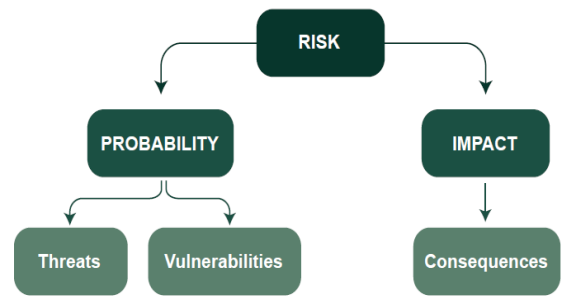 RISK
PROBABILITY
IMPACT
Threats
Vulnerabilities
Consequences